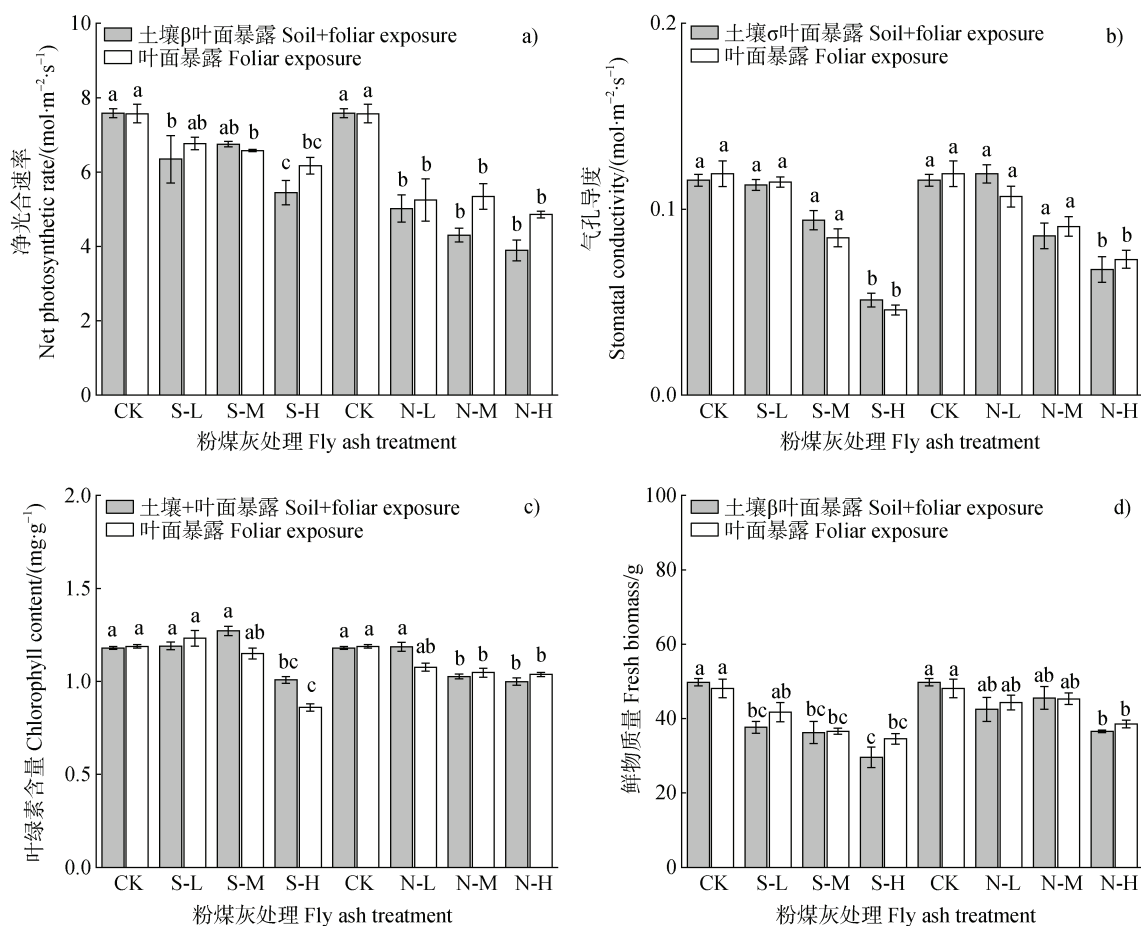 10
8
6
4
2
0
净光合速率
Net photosynthetic rate/(mol·m⁻²·s⁻¹)
土壤β叶面暴露 Soil+foliar exposure
叶面暴露 Foliar exposure
a)
a a b ab ab b c bc a a b b b b b b
CK S-L S-M S-H CK N-L N-M N-H
粉煤灰处理 Fly ash treatment
0.2
0.1
0.0
气孔导度
Stomatal conductivity/(mol·m⁻²·s⁻¹)
土壤σ叶面暴露 Soil+foliar exposure
叶面暴露 Foliar exposure
b)
a a a a a a b b a a a a a a b b
CK S-L S-M S-H CK N-L N-M N-H
粉煤灰处理 Fly ash treatment
2.0
1.5
1.0
0.5
0.0
叶绿素含量 Chlorophyll content/(mg·g⁻¹)
土壤+叶面暴露 Soil+foliar exposure
叶面暴露 Foliar exposure
c)
a a a a a ab bc c a a a ab b b b b
CK S-L S-M S-H CK N-L N-M N-H
粉煤灰处理 Fly ash treatment
100
80
60
40
20
0
鲜物质量 Fresh biomass/g
土壤β叶面暴露 Soil+foliar exposure
叶面暴露 Foliar exposure
d)
a a bc ab bc bc c bc a a ab ab ab ab b b
CK S-L S-M S-H CK N-L N-M N-H
粉煤灰处理 Fly ash treatment